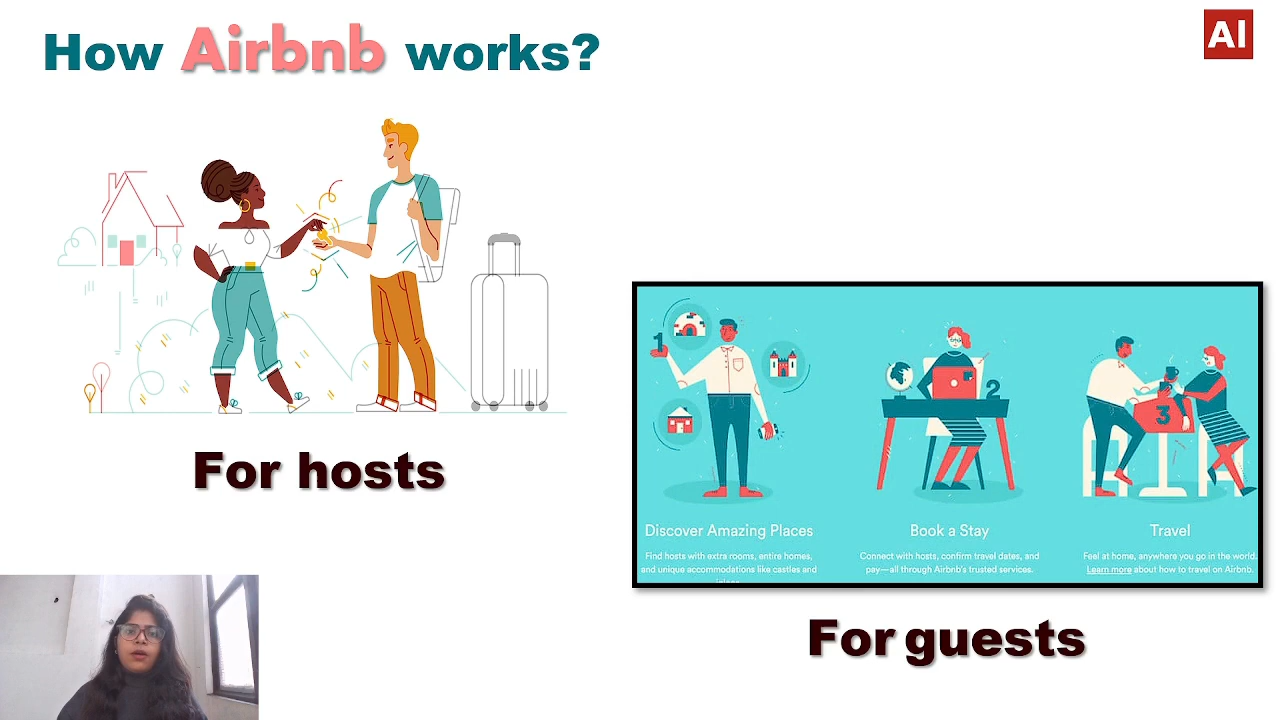 How Airbnb works?
AI
For hosts
1
2
3
Discover Amazing Places
Find hosts with extra rooms, entire homes,
and unique accommodations like castles and
Book a Stay
Connect with hosts, confirm travel dates, and
pay—all through Airbnb's trusted services.
Travel
Feel at home, anywhere you go in the world.
Learn more about how to travel on Airbnb.
For guests